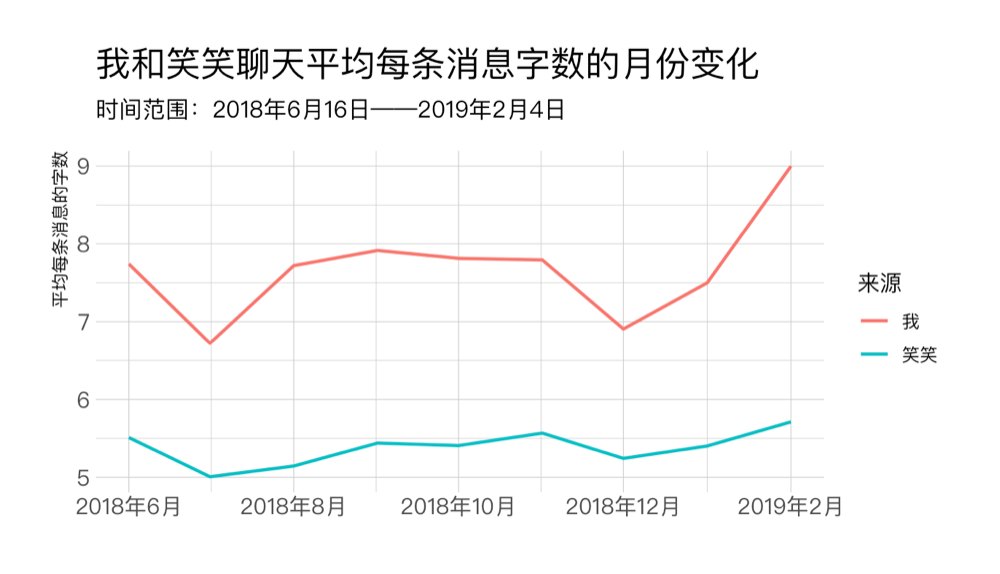 我和笑笑聊天平均每条消息字数的月份变化
时间范围：2018年6月16日——2019年2月4日
平均每条消息的字数
9
8
7
6
5
2018年6月
2018年8月
2018年10月
2018年12月
2019年2月
来源
我
笑笑